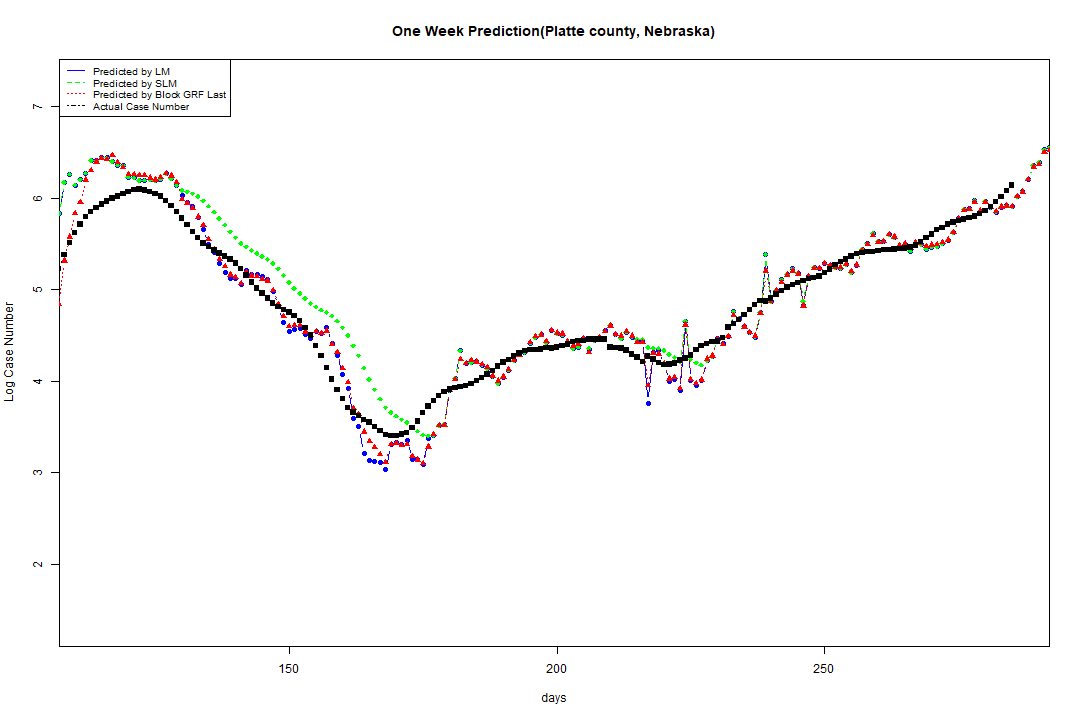 One Week Prediction(Platte county, Nebraska)
Predicted by LM
Predicted by SLM
Predicted by Block GRF Last
Actual Case Number
Log Case Number
7
6
5
4
3
2
150
200
250
days